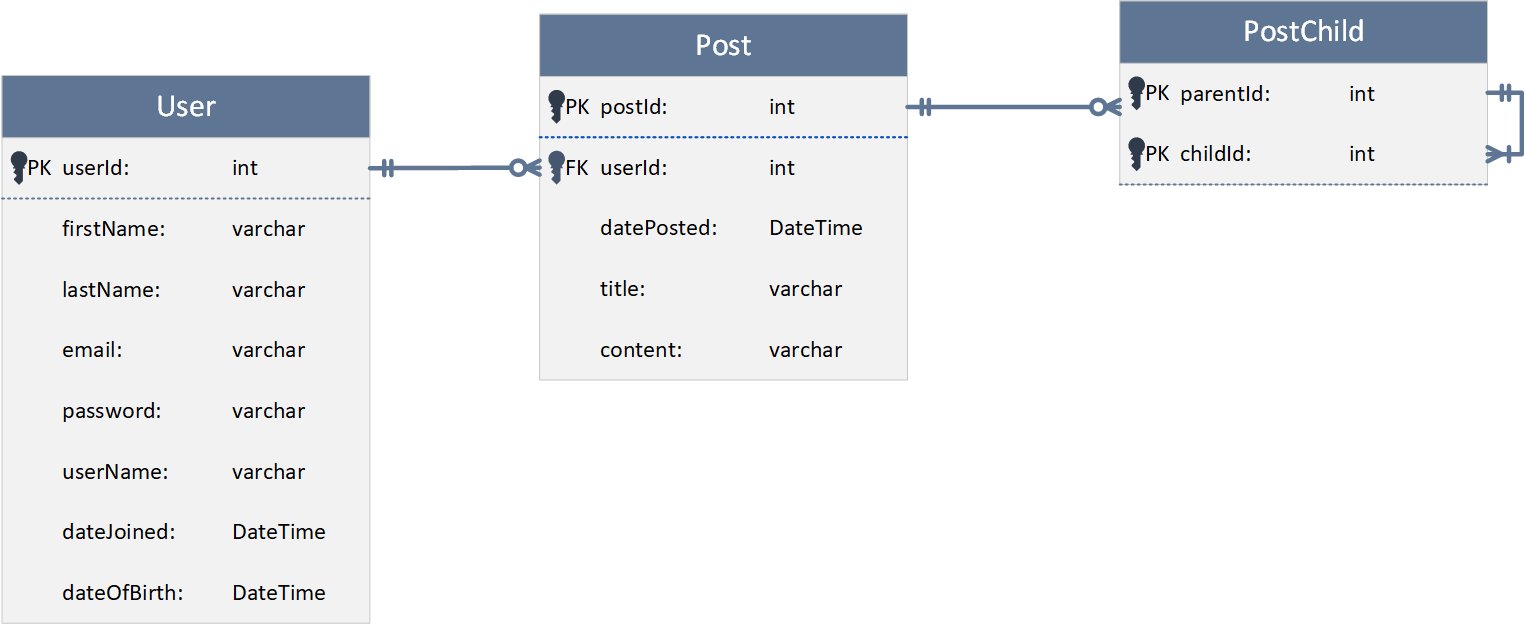 User
PK userId: int
firstName: varchar
lastName: varchar
email: varchar
password: varchar
userName: varchar
dateJoined: DateTime
dateOfBirth: DateTime
Post
PK postId: int
FK userId: int
datePosted: DateTime
title: varchar
content: varchar
PostChild
PK parentId: int
PK childId: int